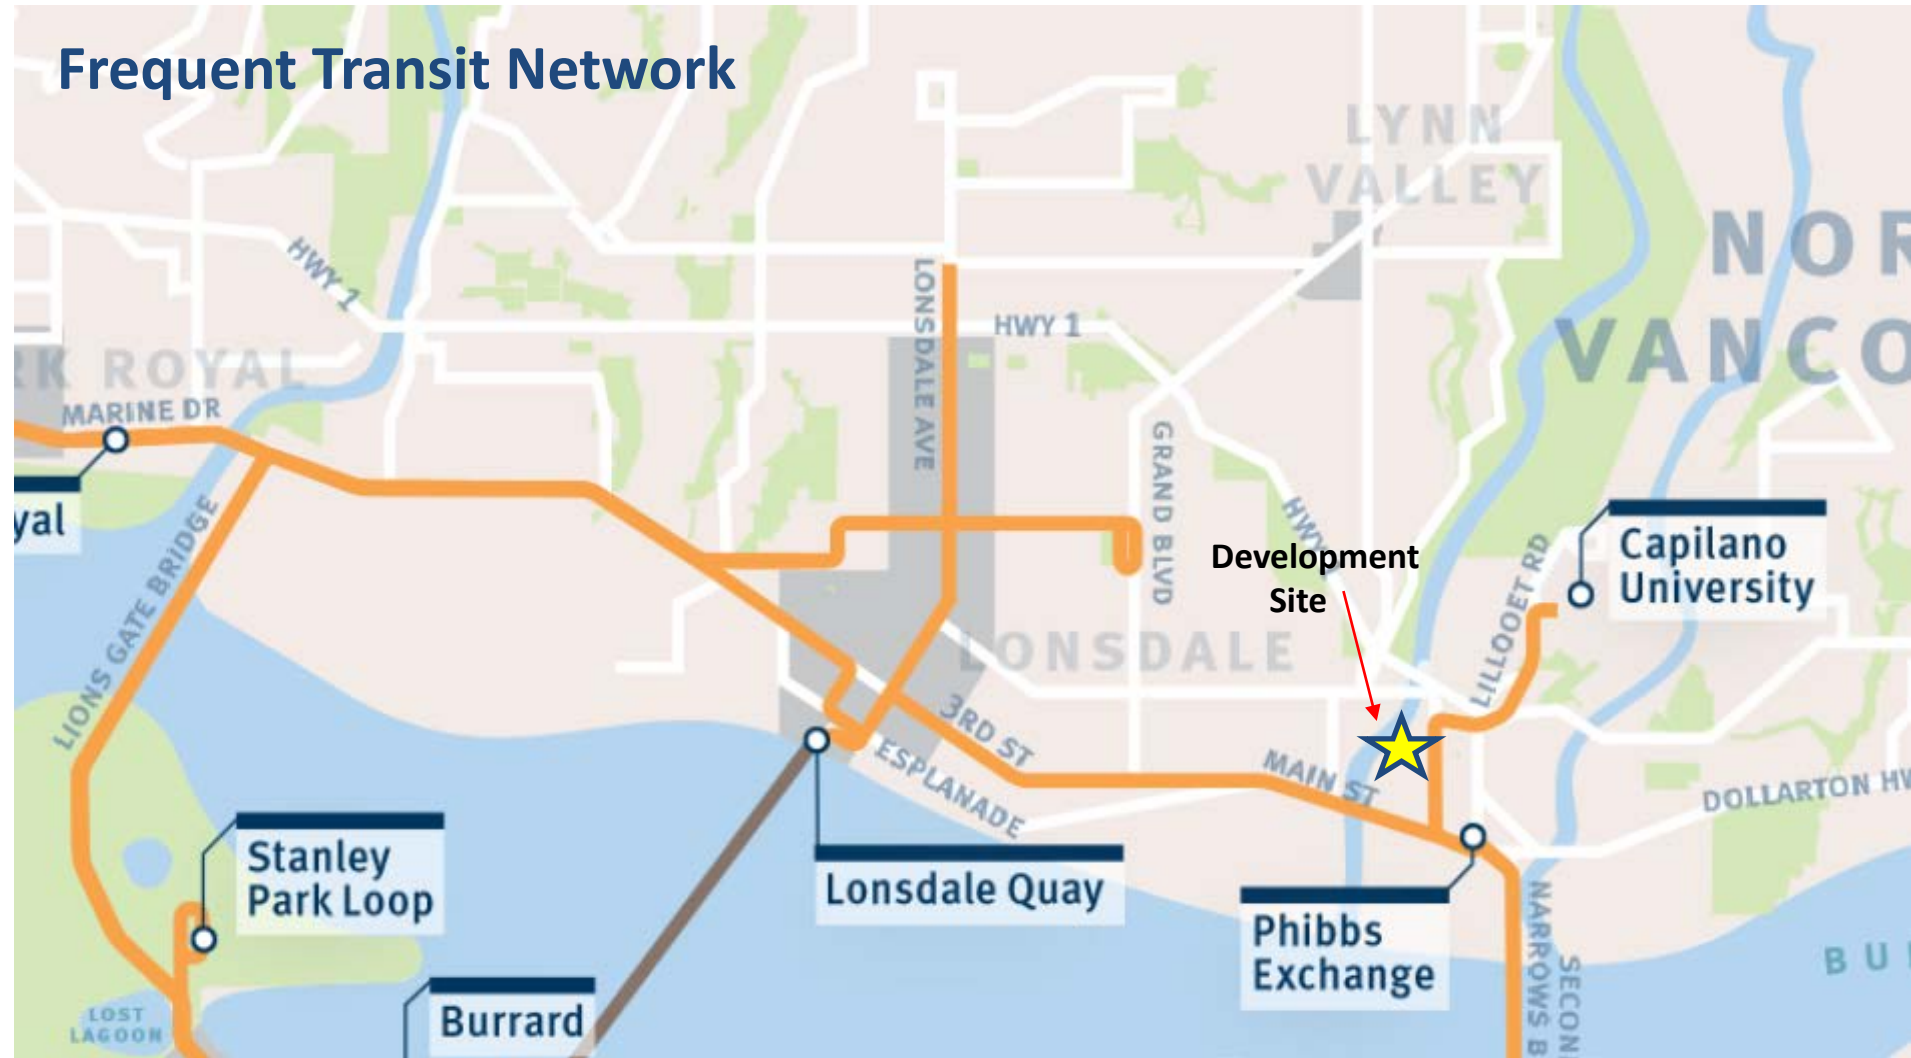 Frequent Transit Network
LYNN
VALLEY
NOR
VANCO
HWY 1
LONSDALE AVE
HWY 1
RK ROYAL
MARINE DR
yal
LIONS GATE BRIDGE
GRAND BLVD
HWY
Development
Site
LILLOOET RD
Capilano
University
LONSDALE
3RD ST
ESPLANADE
MAIN ST
DOLLARTON HW
Stanley
Park Loop
Lonsdale Quay
Phibbs
Exchange
NARROWS B
SECON
BU
LOST
LAGOON
Burrard